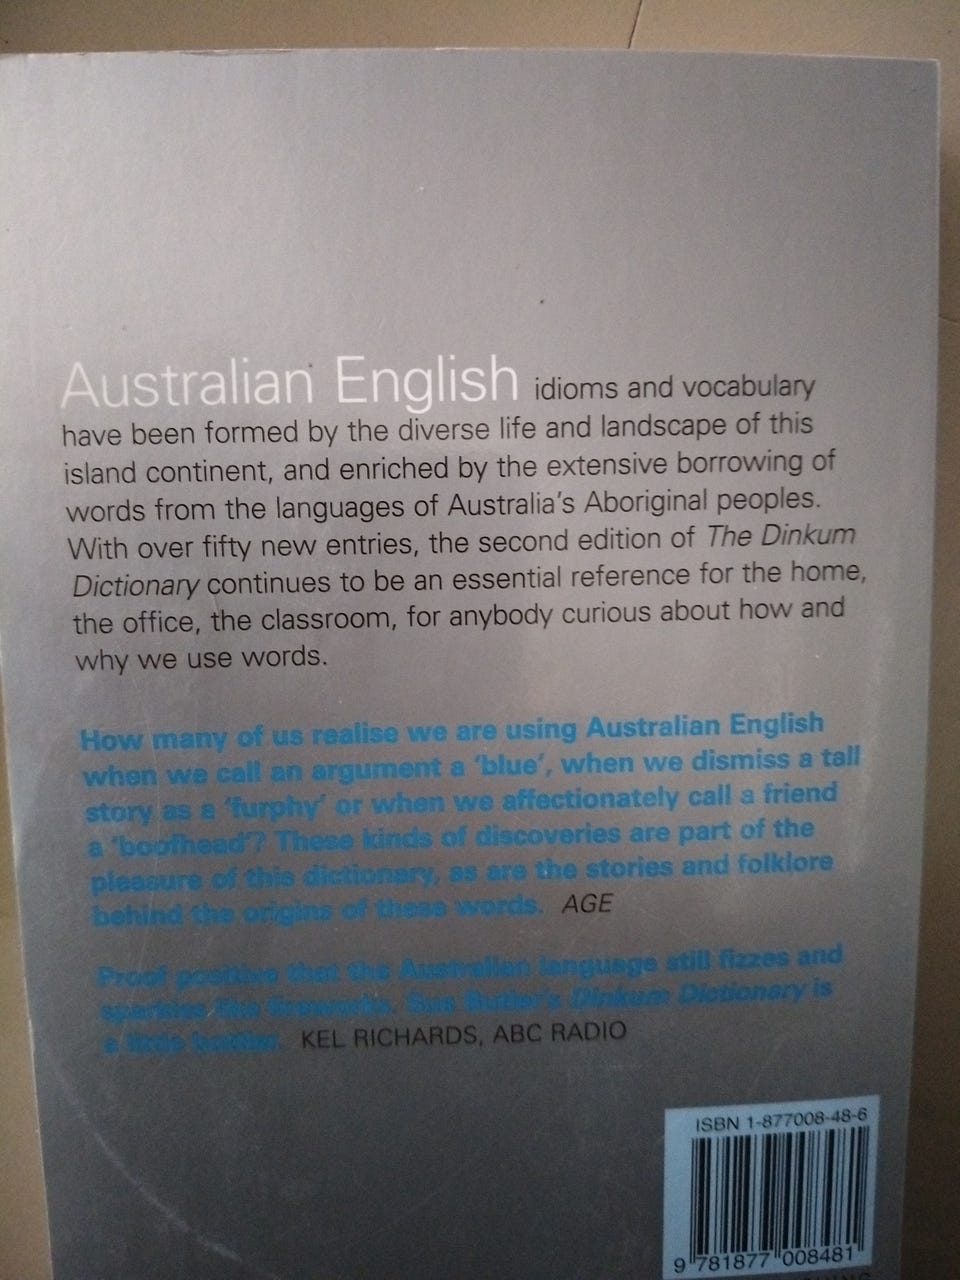 Australian English idioms and vocabulary
have been formed by the diverse life and landscape of this
island continent, and enriched by the extensive borrowing of
words from the languages of Australia's Aboriginal peoples.
With over fifty new entries, the second edition of The Dinkum
Dictionary continues to be an essential reference for the home,
the office, the classroom, for anybody curious about how and
why we use words.
How many of us realise we are using Australian English
when we call an argument a 'blue', when we dismiss a tall
story as a 'furphy' or when we affectionately call a friend
a 'boofhead'? These kinds of discoveries are part of the
pleasure of this dictionary, as are the stories and folklore
behind the origins of these words. AGE
Proof positive that the Australian language still fizzes and
sparkles like fireworks. Sue Butler's Dinkum Dictionary is
a little bottler. KEL RICHARDS, ABC RADIO
ISBN 1-877008-48-6
9 781877 008481